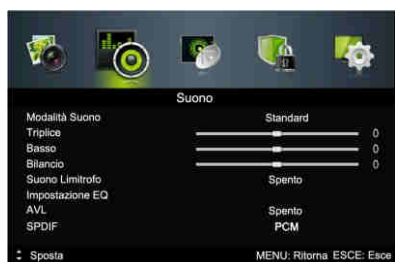 Suono
Modalità Suono Standard
Triplice 0
Basso 0
Bilancio 0
Suono Limitrofo Spento
Impostazione EQ
AVL Spento
SPDIF PCM
Sposta MENU: Ritorna ESCE: Esce